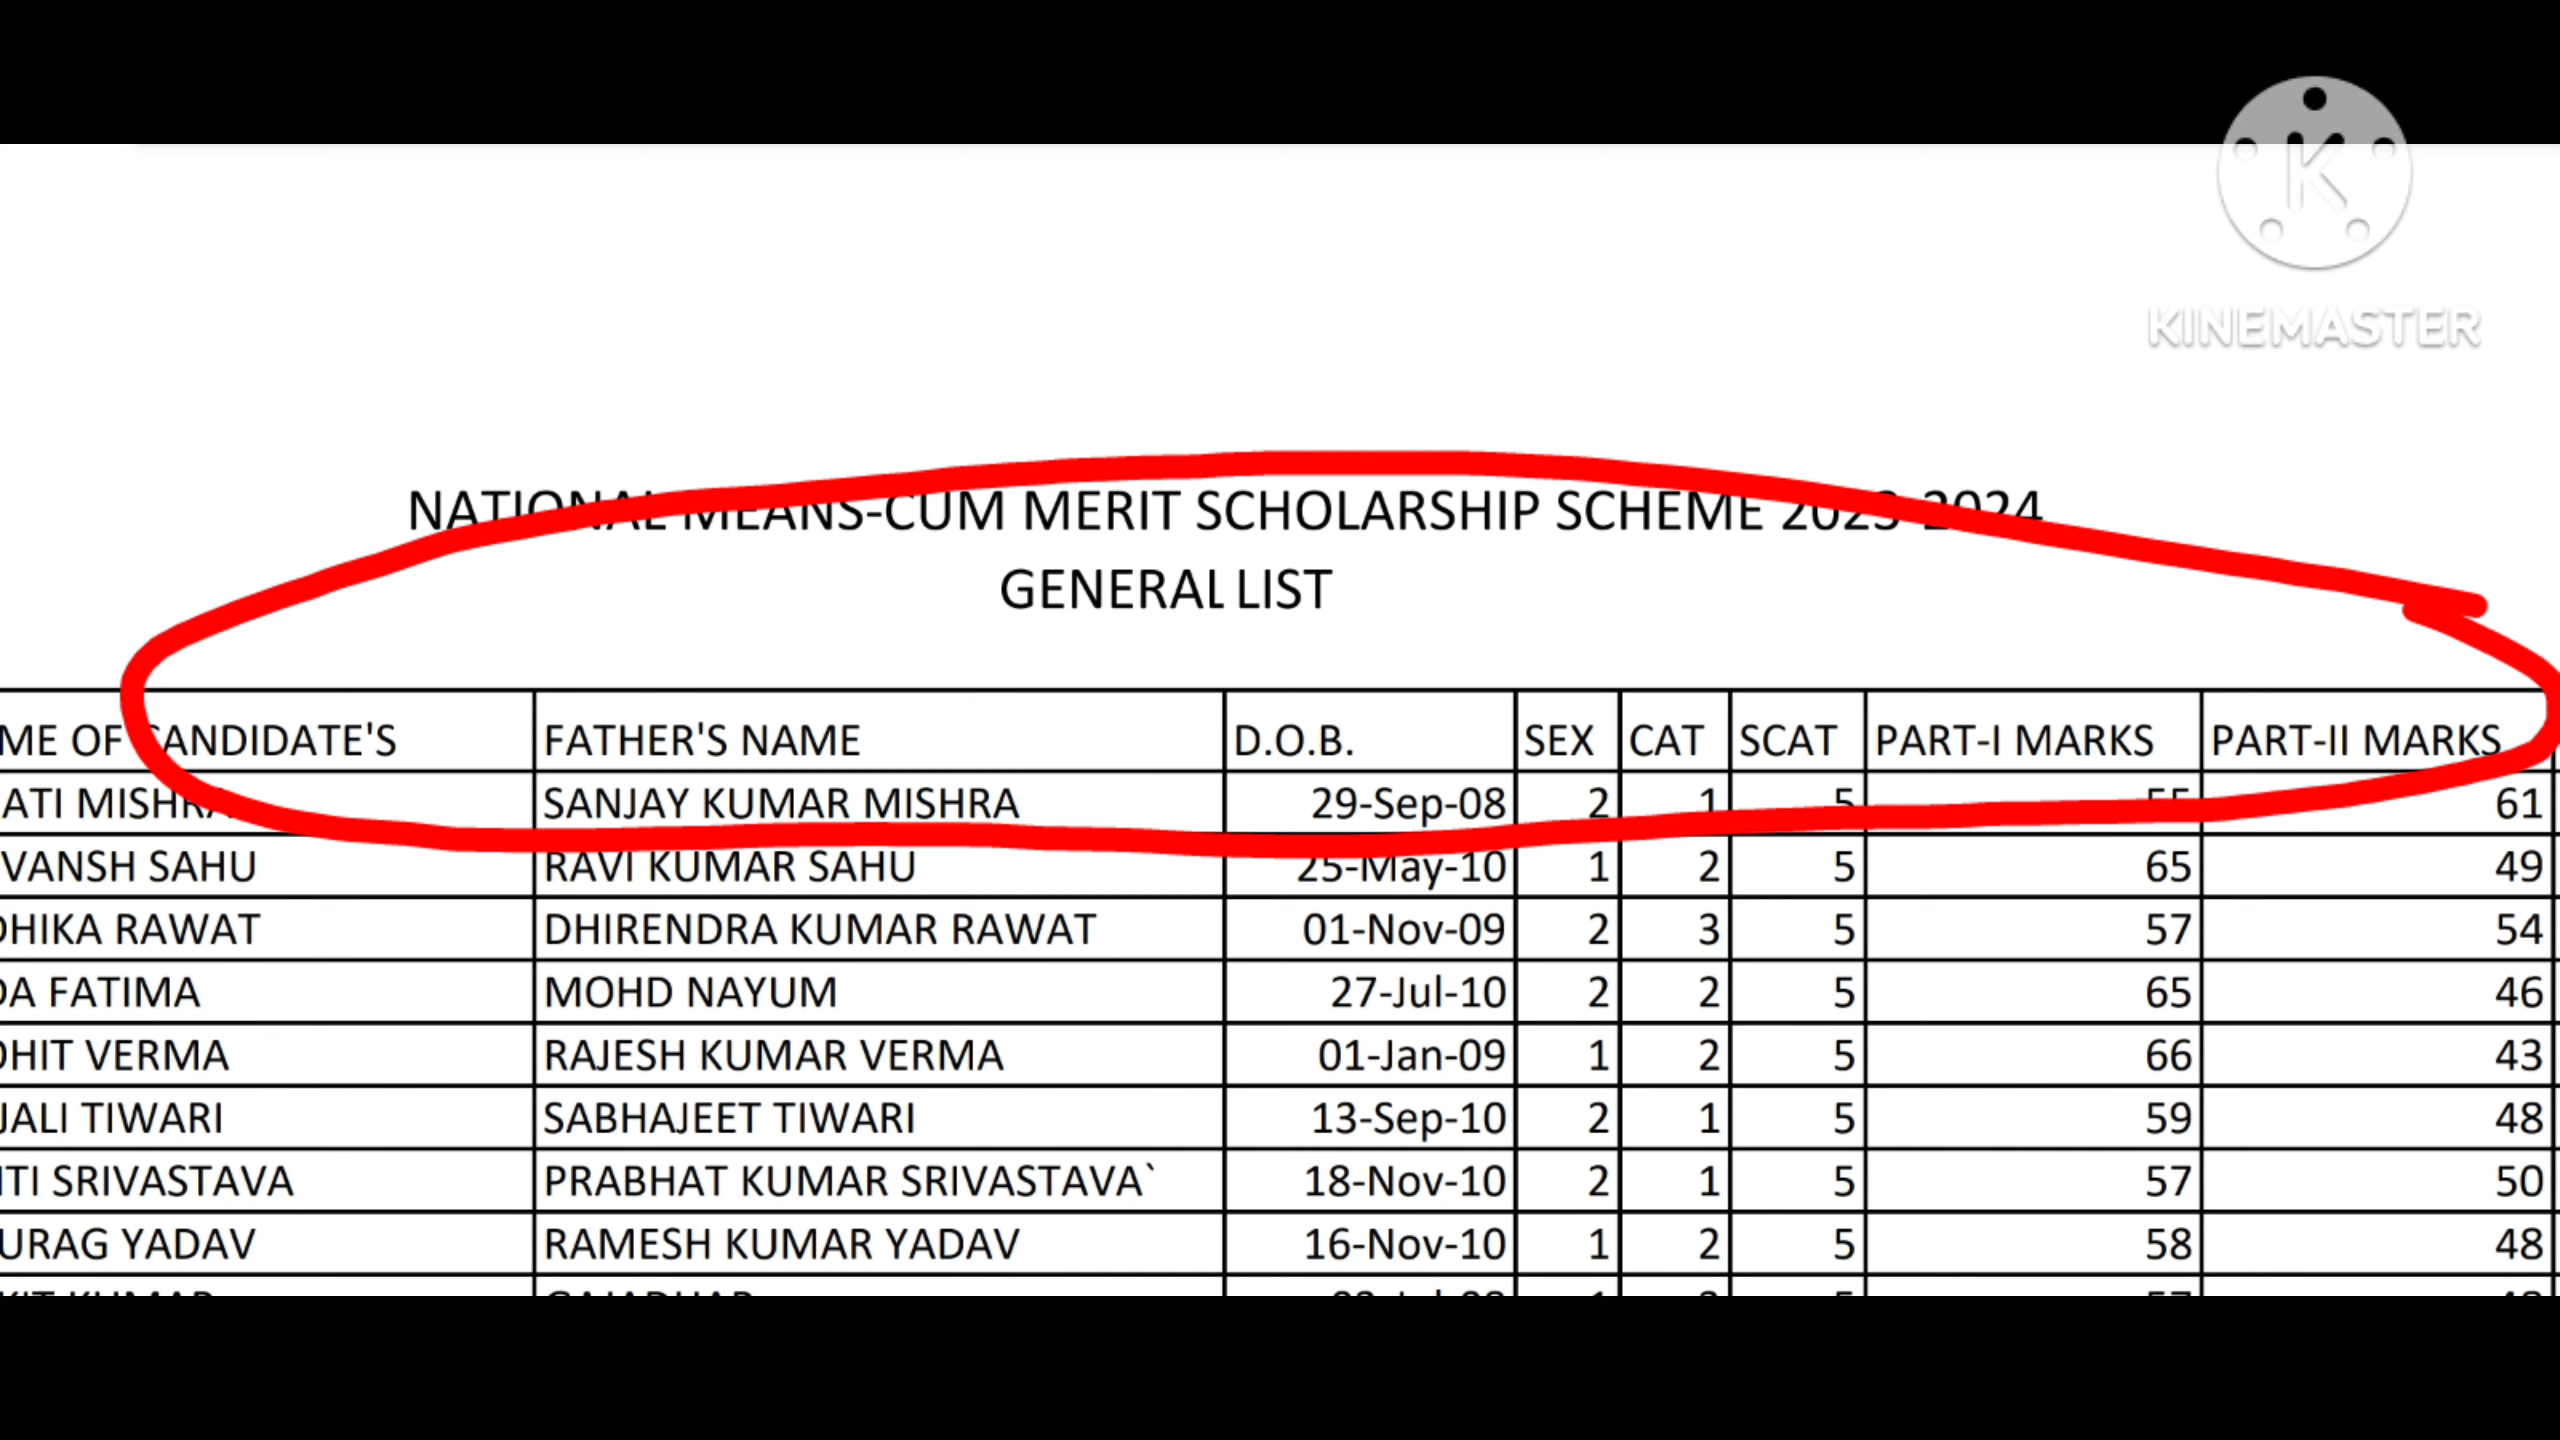 K
KINEMASTER
NATIONAL MEANS-CUM MERIT SCHOLARSHIP SCHEME 2023-2024
GENERAL LIST
ME OF CANDIDATE'S FATHER'S NAME D.O.B. SEX CAT SCAT PART-I MARKS PART-II MARKS
ATI MISHRA SANJAY KUMAR MISHRA 29-Sep-08 2 1 5 55 61
VANSH SAHU RAVI KUMAR SAHU 25-May-10 1 2 5 65 49
DHIKA RAWAT DHIRENDRA KUMAR RAWAT 01-Nov-09 2 3 5 57 54
DA FATIMA MOHD NAYUM 27-Jul-10 2 2 5 65 46
OHIT VERMA RAJESH KUMAR VERMA 01-Jan-09 1 2 5 66 43
JALI TIWARI SABHAJEET TIWARI 13-Sep-10 2 1 5 59 48
ITI SRIVASTAVA PRABHAT KUMAR SRIVASTAVA` 18-Nov-10 2 1 5 57 50
URAG YADAV RAMESH KUMAR YADAV 16-Nov-10 1 2 5 58 48